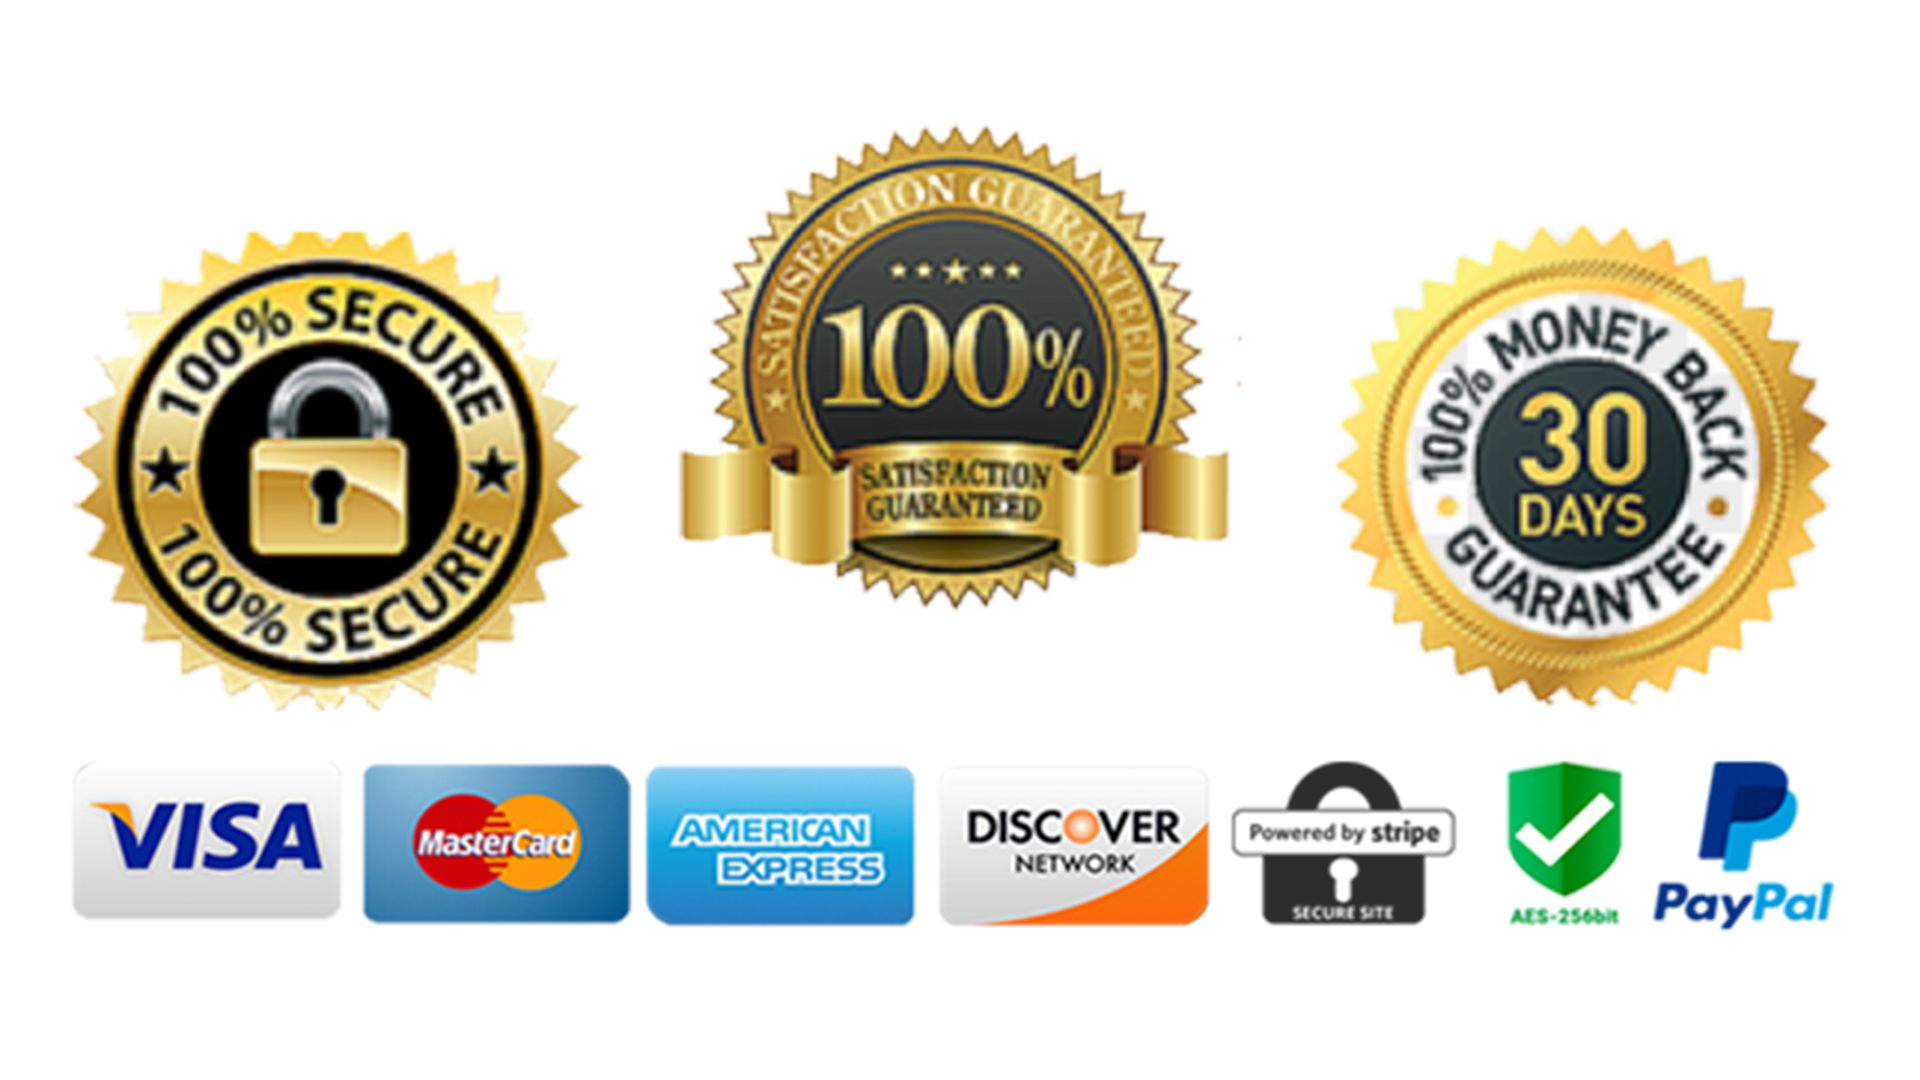 100% SECURE
100% SECURE
SATISFACTION GUARANTEED
100%
SATISFACTION
GUARANTEED
100% MONEY BACK
30
DAYS
GUARANTEE
VISA
MasterCard
AMERICAN
EXPRESS
DISCOVER
NETWORK
Powered by stripe
SECURE SITE
AES-256bit
PayPal